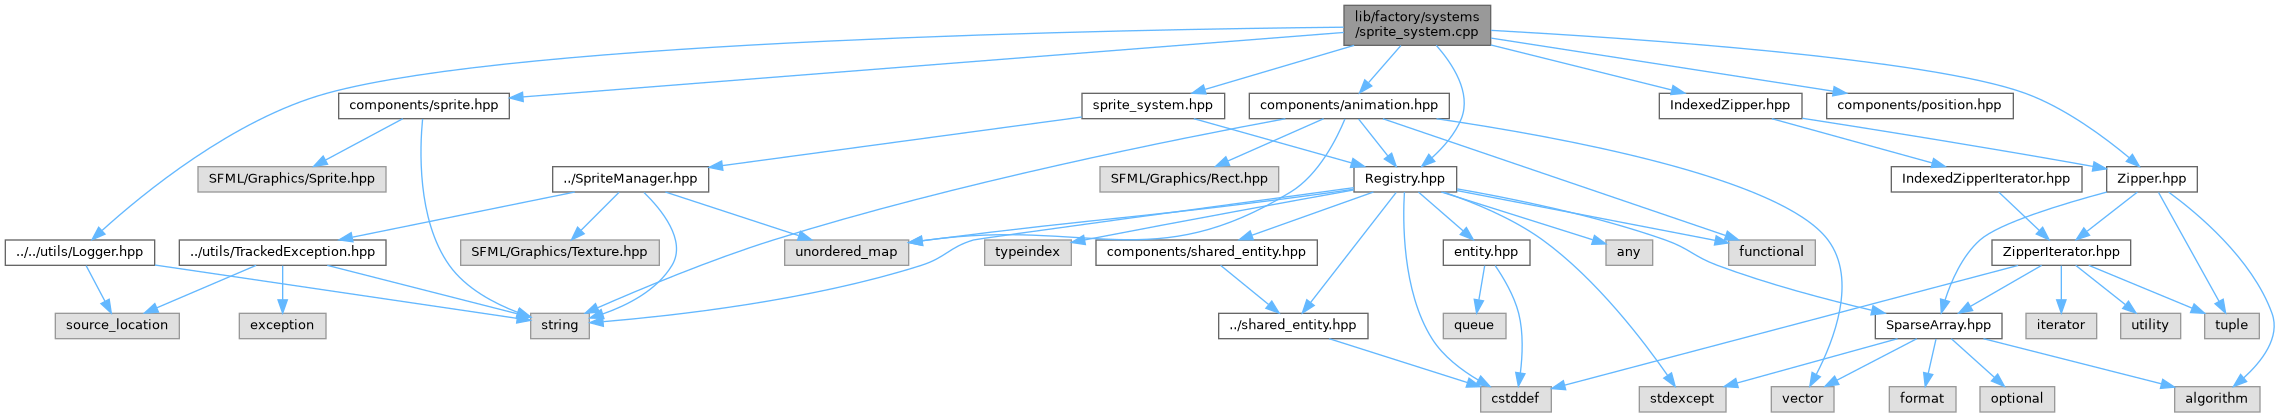 lib/factory/systems
/sprite_system.cpp
components/sprite.hpp
sprite_system.hpp
components/animation.hpp
IndexedZipper.hpp
components/position.hpp
SFML/Graphics/Sprite.hpp
../SpriteManager.hpp
SFML/Graphics/Rect.hpp
Registry.hpp
IndexedZipperIterator.hpp
Zipper.hpp
../../utils/Logger.hpp
../utils/TrackedException.hpp
SFML/Graphics/Texture.hpp
unordered_map
typeindex
components/shared_entity.hpp
entity.hpp
any
functional
ZipperIterator.hpp
source_location
exception
string
../shared_entity.hpp
queue
SparseArray.hpp
iterator
utility
tuple
cstddef
stdexcept
vector
format
optional
algorithm